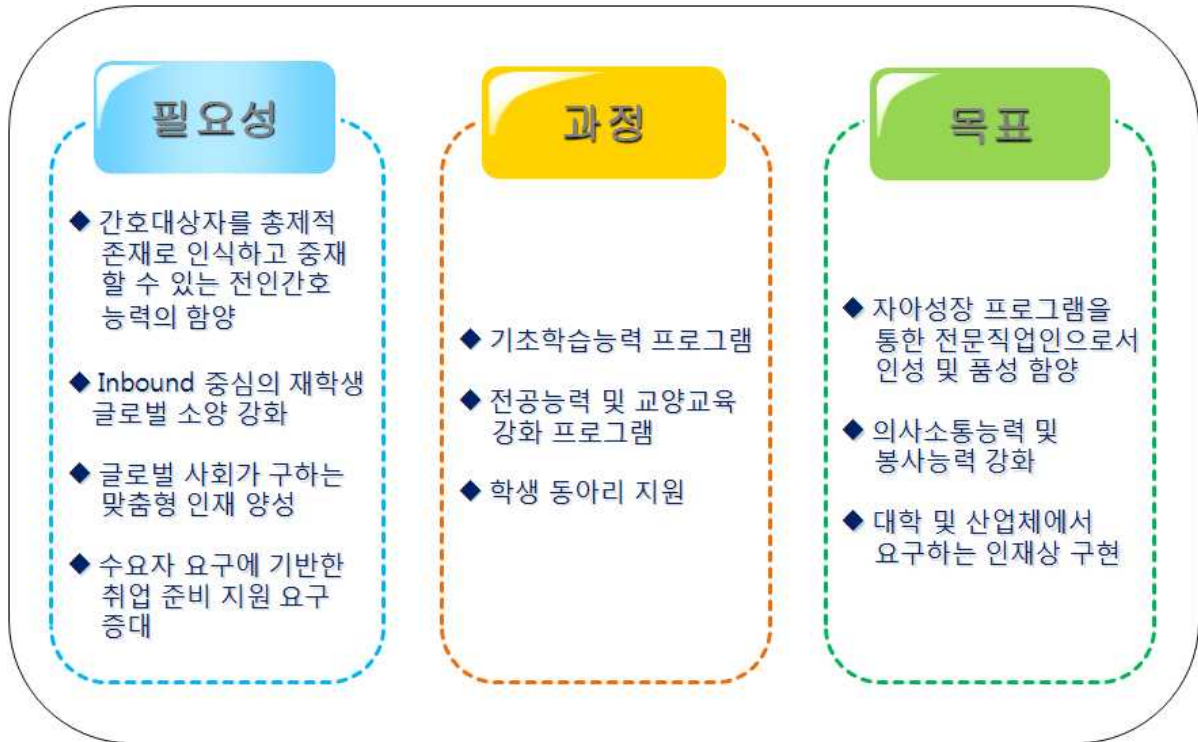 필요성
◆ 간호대상자를 총제적
존재로 인식하고 중재
할 수 있는 전인간호
능력의 함양
◆ Inbound 중심의 재학생
글로벌 소양 강화
◆ 글로벌 사회가 구하는
맞춤형 인재 양성
◆ 수요자 요구에 기반한
취업 준비 지원 요구
증대
과정
◆ 기초학습능력 프로그램
◆ 전공능력 및 교양교육
강화 프로그램
◆ 학생 동아리 지원
목표
◆ 자아성장 프로그램을
통한 전문직업인으로서
인성 및 품성 함양
◆ 의사소통능력 및
봉사능력 강화
◆ 대학 및 산업체에서
요구하는 인재상 구현